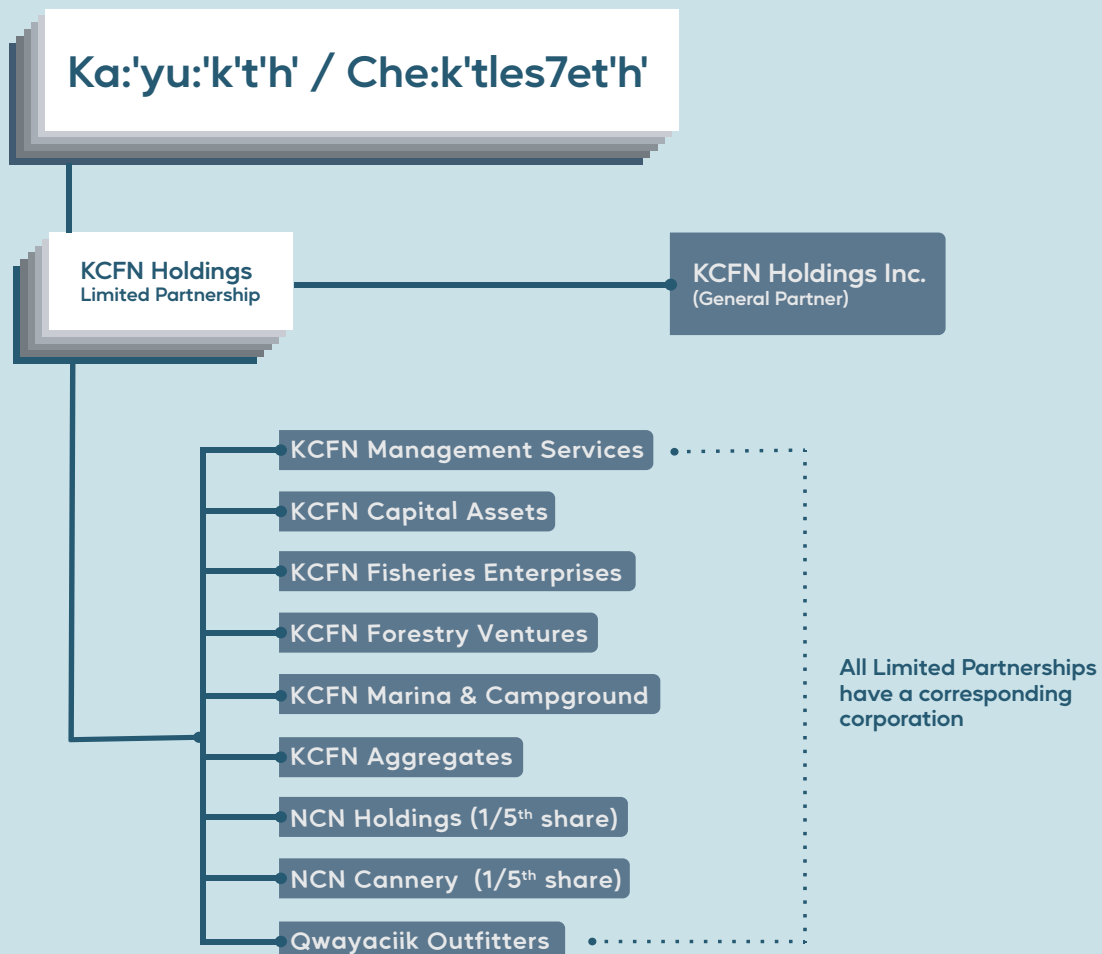 Ka:'yu:'k't'h' / Che:k'tles7et'h'
KCFN Holdings
Limited Partnership
KCFN Holdings Inc.
(General Partner)
KCFN Management Services
KCFN Capital Assets
KCFN Fisheries Enterprises
KCFN Forestry Ventures
KCFN Marina & Campground
KCFN Aggregates
NCN Holdings (1/5th share)
NCN Cannery (1/5th share)
Qwayaciik Outfitters
All Limited Partnerships
have a corresponding
corporation